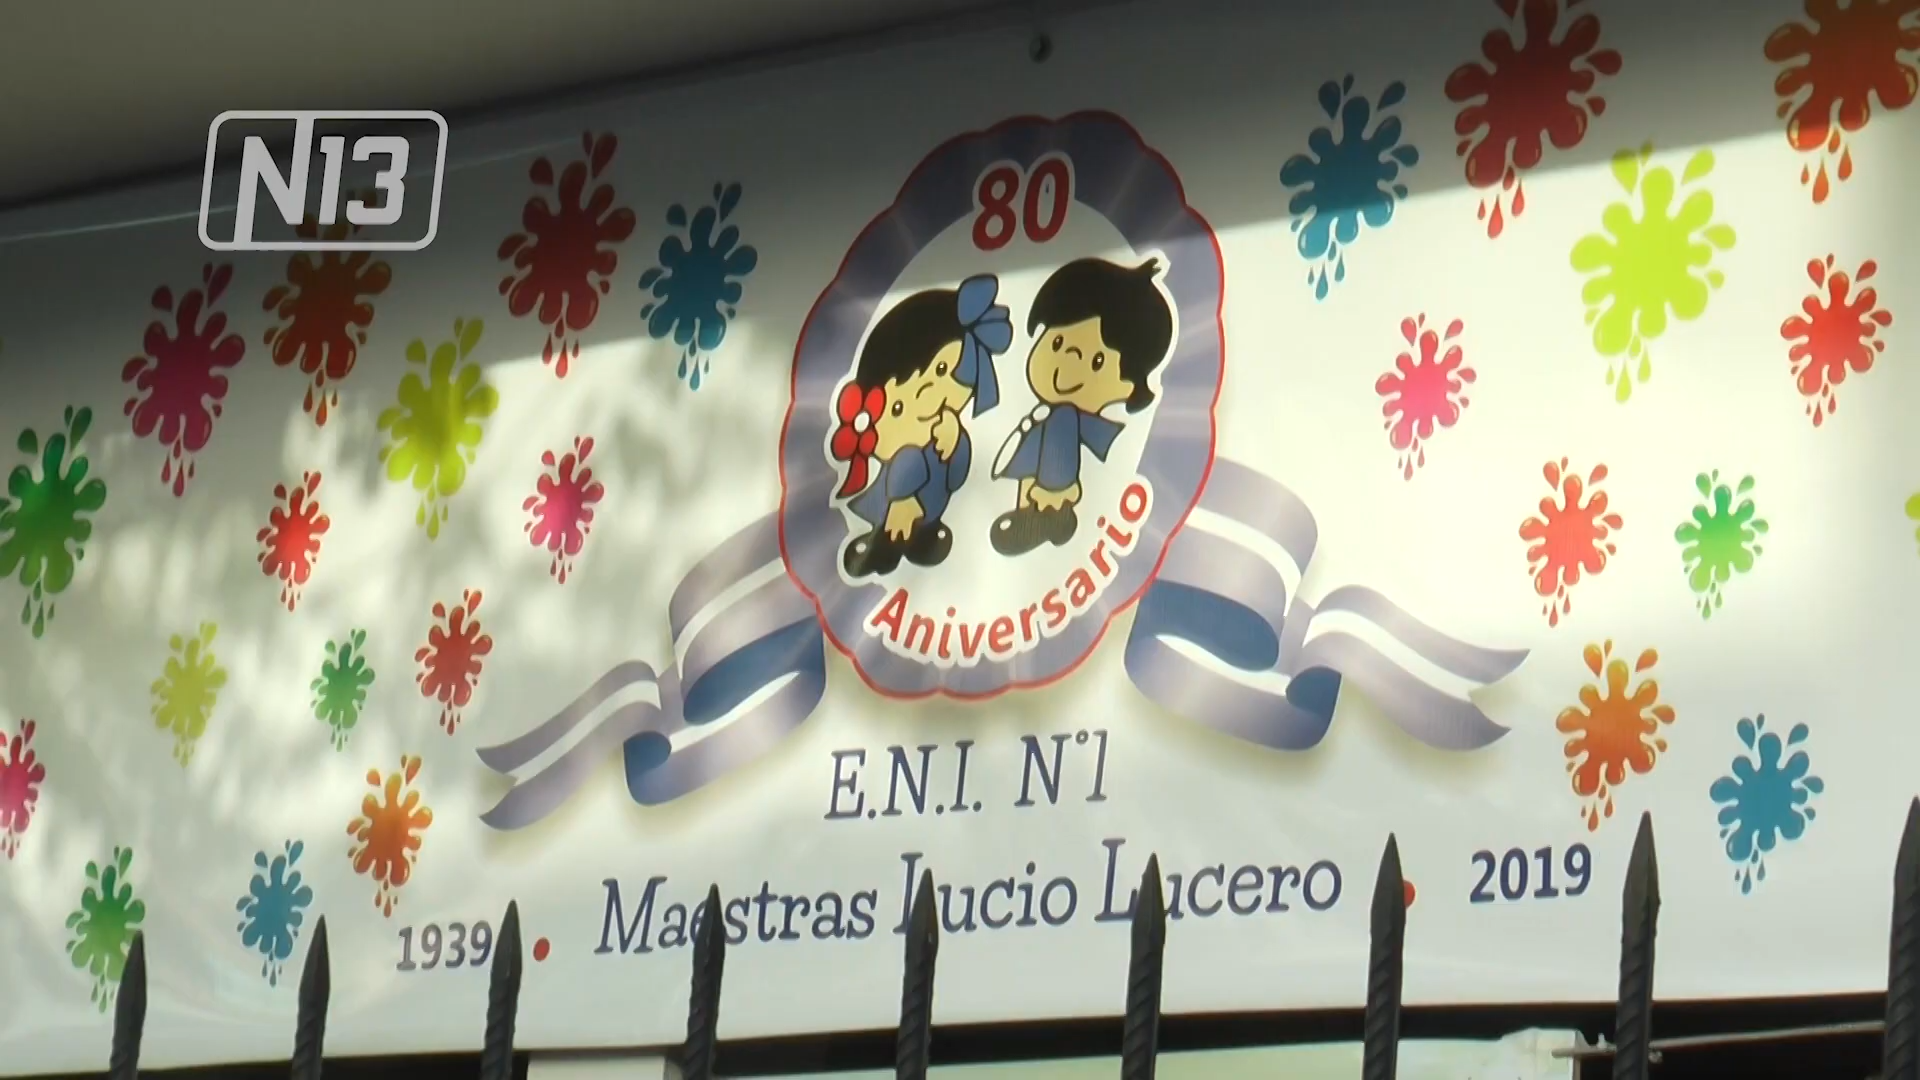 N13
80
Aniversario
E.N.I. N°1
Maestras Lucio Lucero
1939 • • 2019